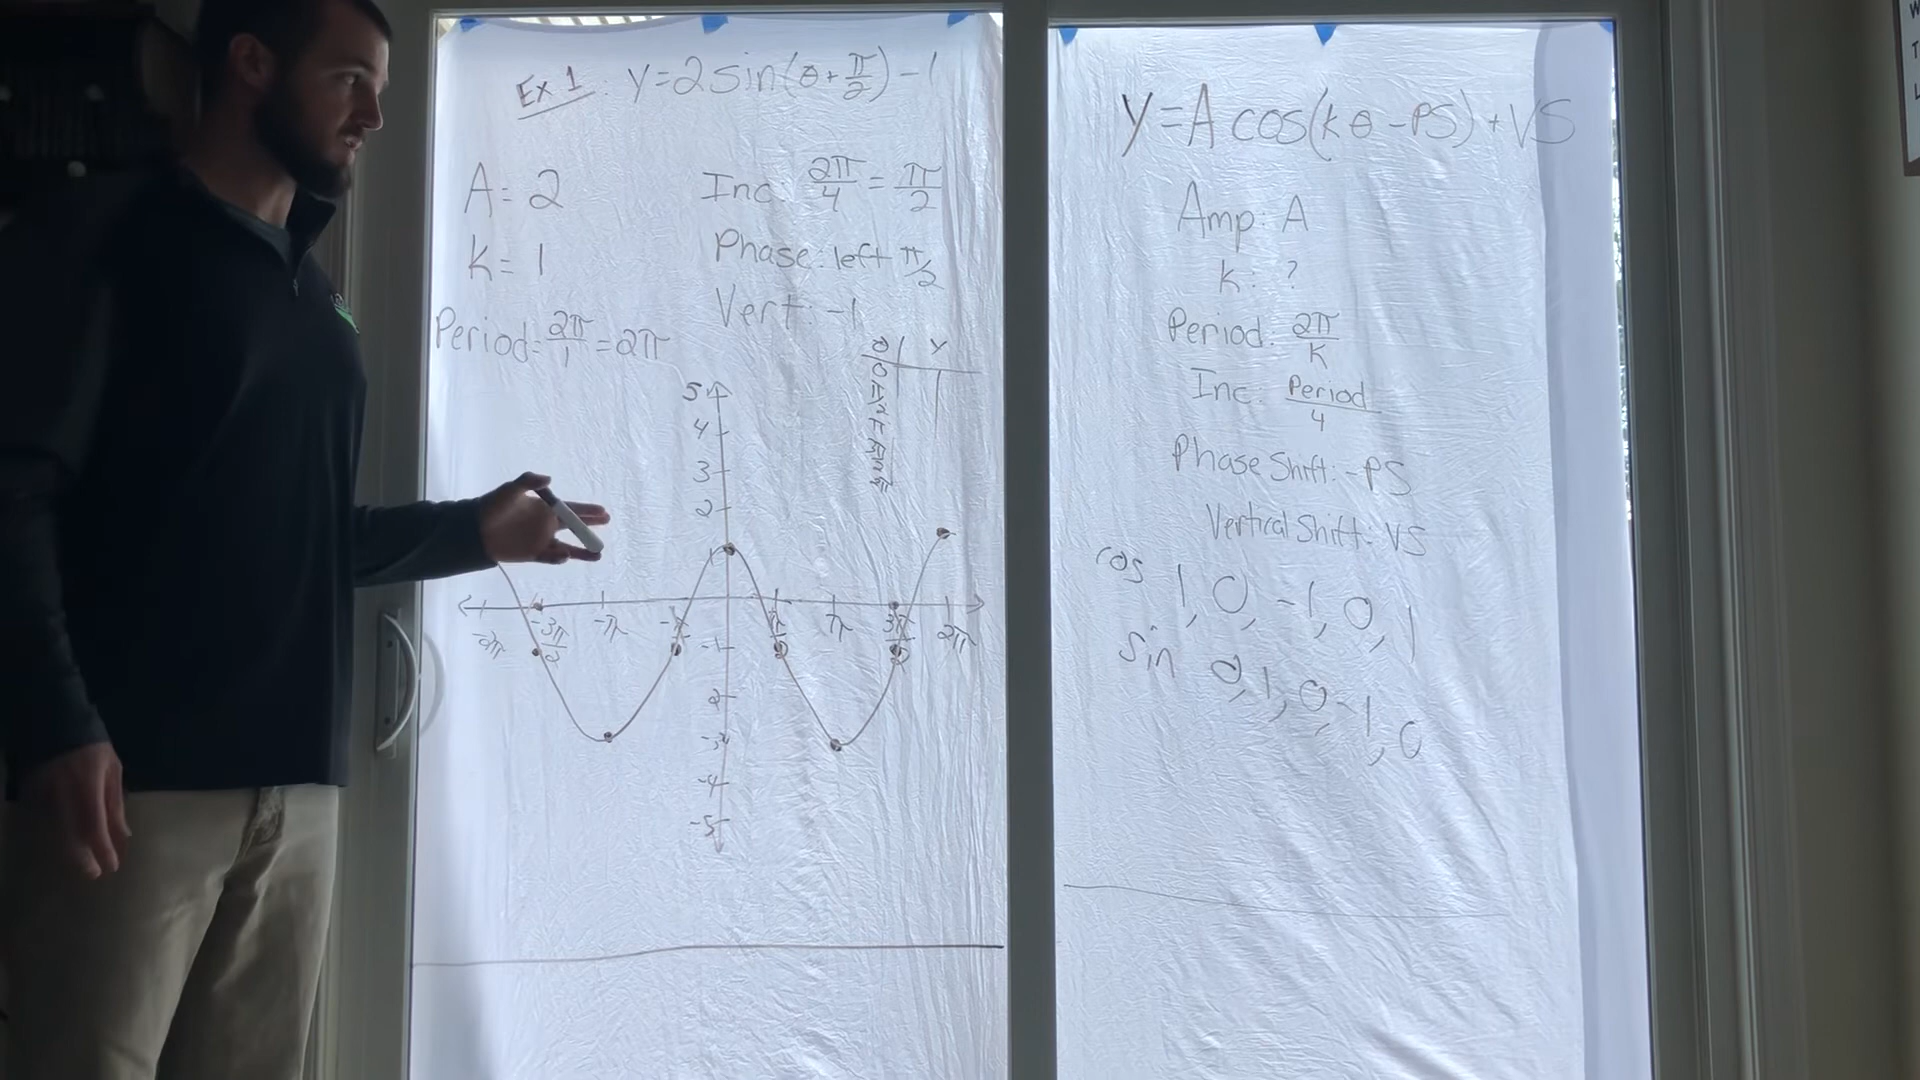 Ex 1: y=2sin(θ+π/2)-1
A=2
K=1
Period=2π/1=2π
Inc: 2π/4=π/2
Phase: left π/2
Vert: -1
θ y
0
5
4
3
2
1
-2π -3π/2 -π -π/2 π/2 π 3π/2 2π
-1
2
-3
-4
-5
y=A cos(kθ-PS)+VS
Amp: A
k: ?
Period: 2π/K
Inc: Period/4
Phase Shift: -PS
Vertical Shift: VS
cos 1, 0, -1, 0, 1
sin 0, 1, 0, -1, 0